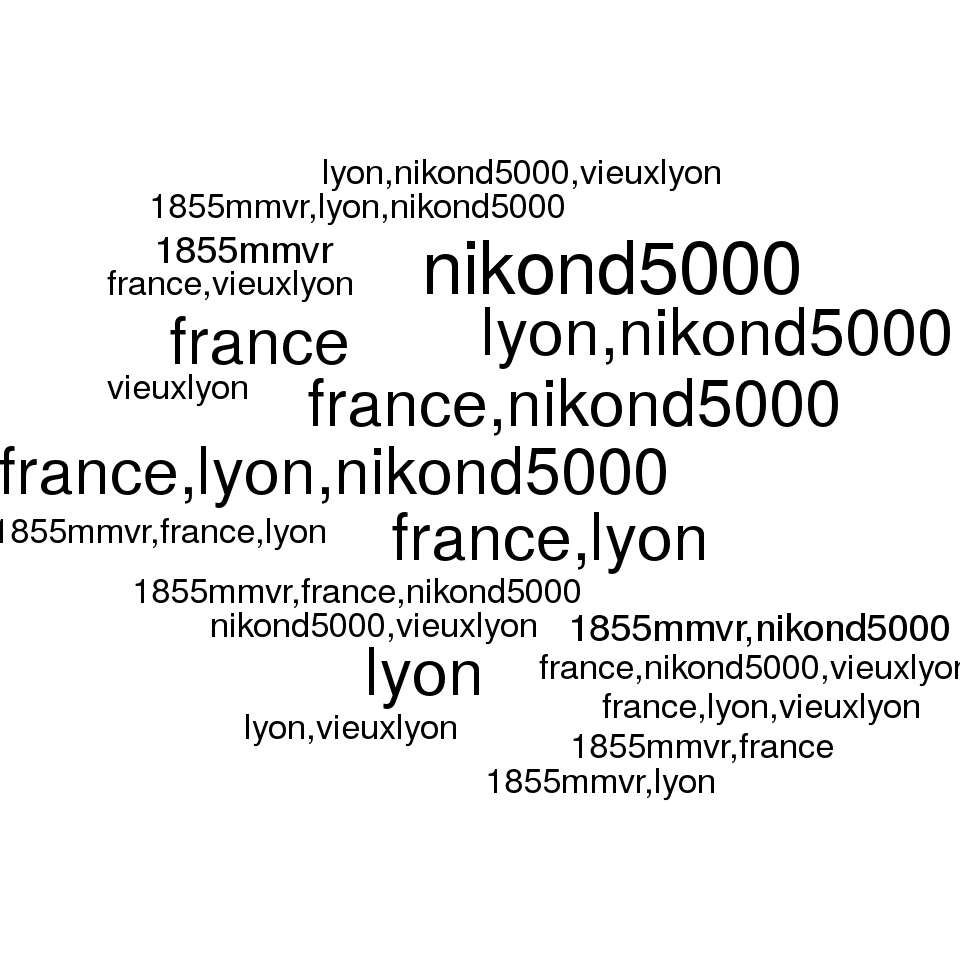 lyon,nikond5000,vieuxlyon
1855mmvr,lyon,nikond5000
1855mmvr
nikond5000
france,vieuxlyon
lyon,nikond5000
france
vieuxlyon
france,nikond5000
france,lyon,nikond5000
1855mmvr,france,lyon
france,lyon
1855mmvr,france,nikond5000
nikond5000,vieuxlyon
1855mmvr,nikond5000
lyon
france,nikond5000,vieuxlyon
france,lyon,vieuxlyon
lyon,vieuxlyon
1855mmvr,france
1855mmvr,lyon